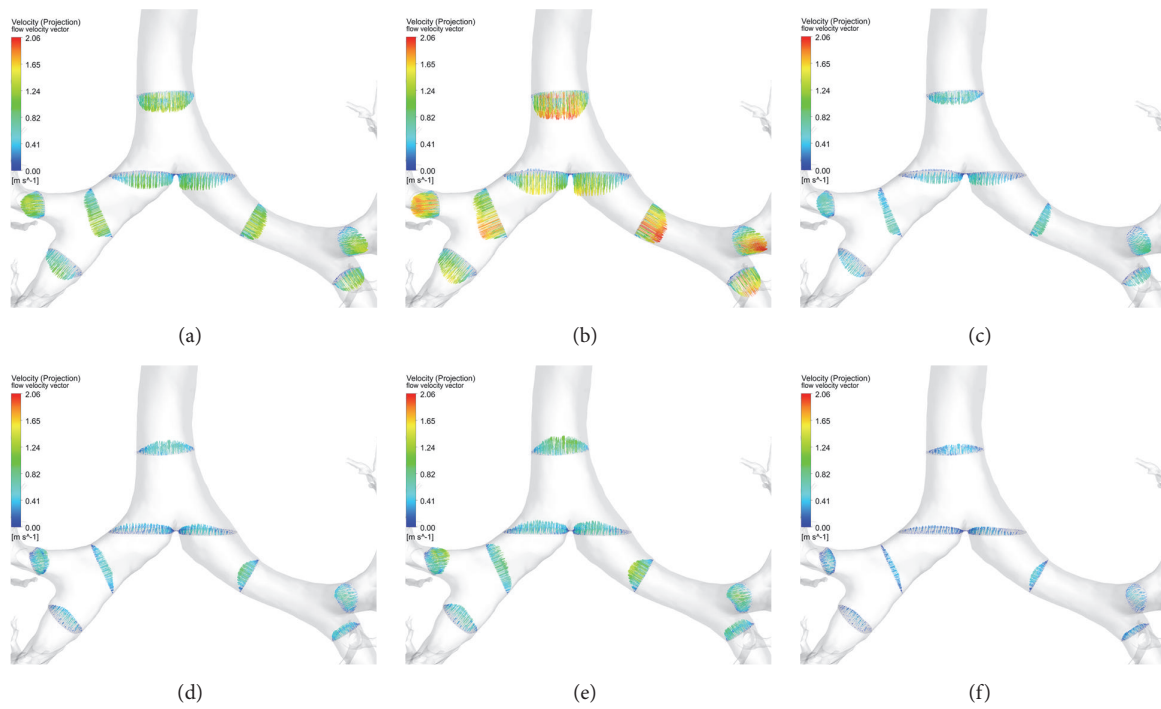 Velocity (Projection)
flow velocity vector
2.06
1.65
1.24
0.82
0.41
0.00
[m s^-1]
(a)
Velocity (Projection)
flow velocity vector
2.06
1.65
1.24
0.82
0.41
0.00
[m s^-1]
(b)
Velocity (Projection)
flow velocity vector
2.06
1.65
1.24
0.82
0.41
0.00
[m s^-1]
(c)
Velocity (Projection)
flow velocity vector
2.06
1.65
1.24
0.82
0.41
0.00
[m s^-1]
(d)
Velocity (Projection)
flow velocity vector
2.06
1.65
1.24
0.82
0.41
0.00
[m s^-1]
(e)
Velocity (Projection)
flow velocity vector
2.06
1.65
1.24
0.82
0.41
0.00
[m s^-1]
(f)